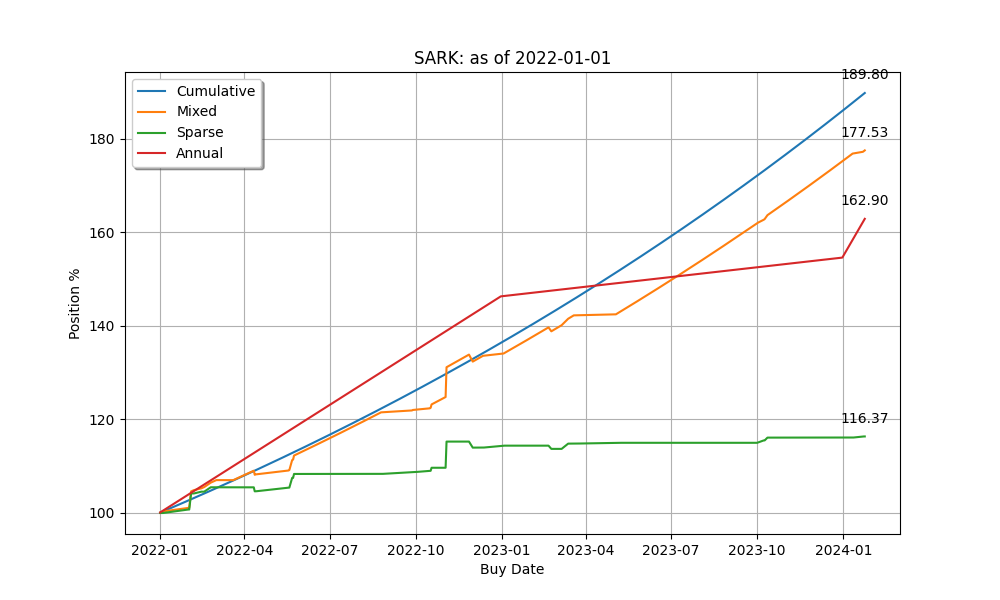 SARK: as of 2022-01-01
189.80
Cumulative
Mixed
Sparse
Annual
177.53
162.90
116.37
180
160
140
120
100
Position %
2022-01 2022-04 2022-07 2022-10 2023-01 2023-04 2023-07 2023-10 2024-01
Buy Date